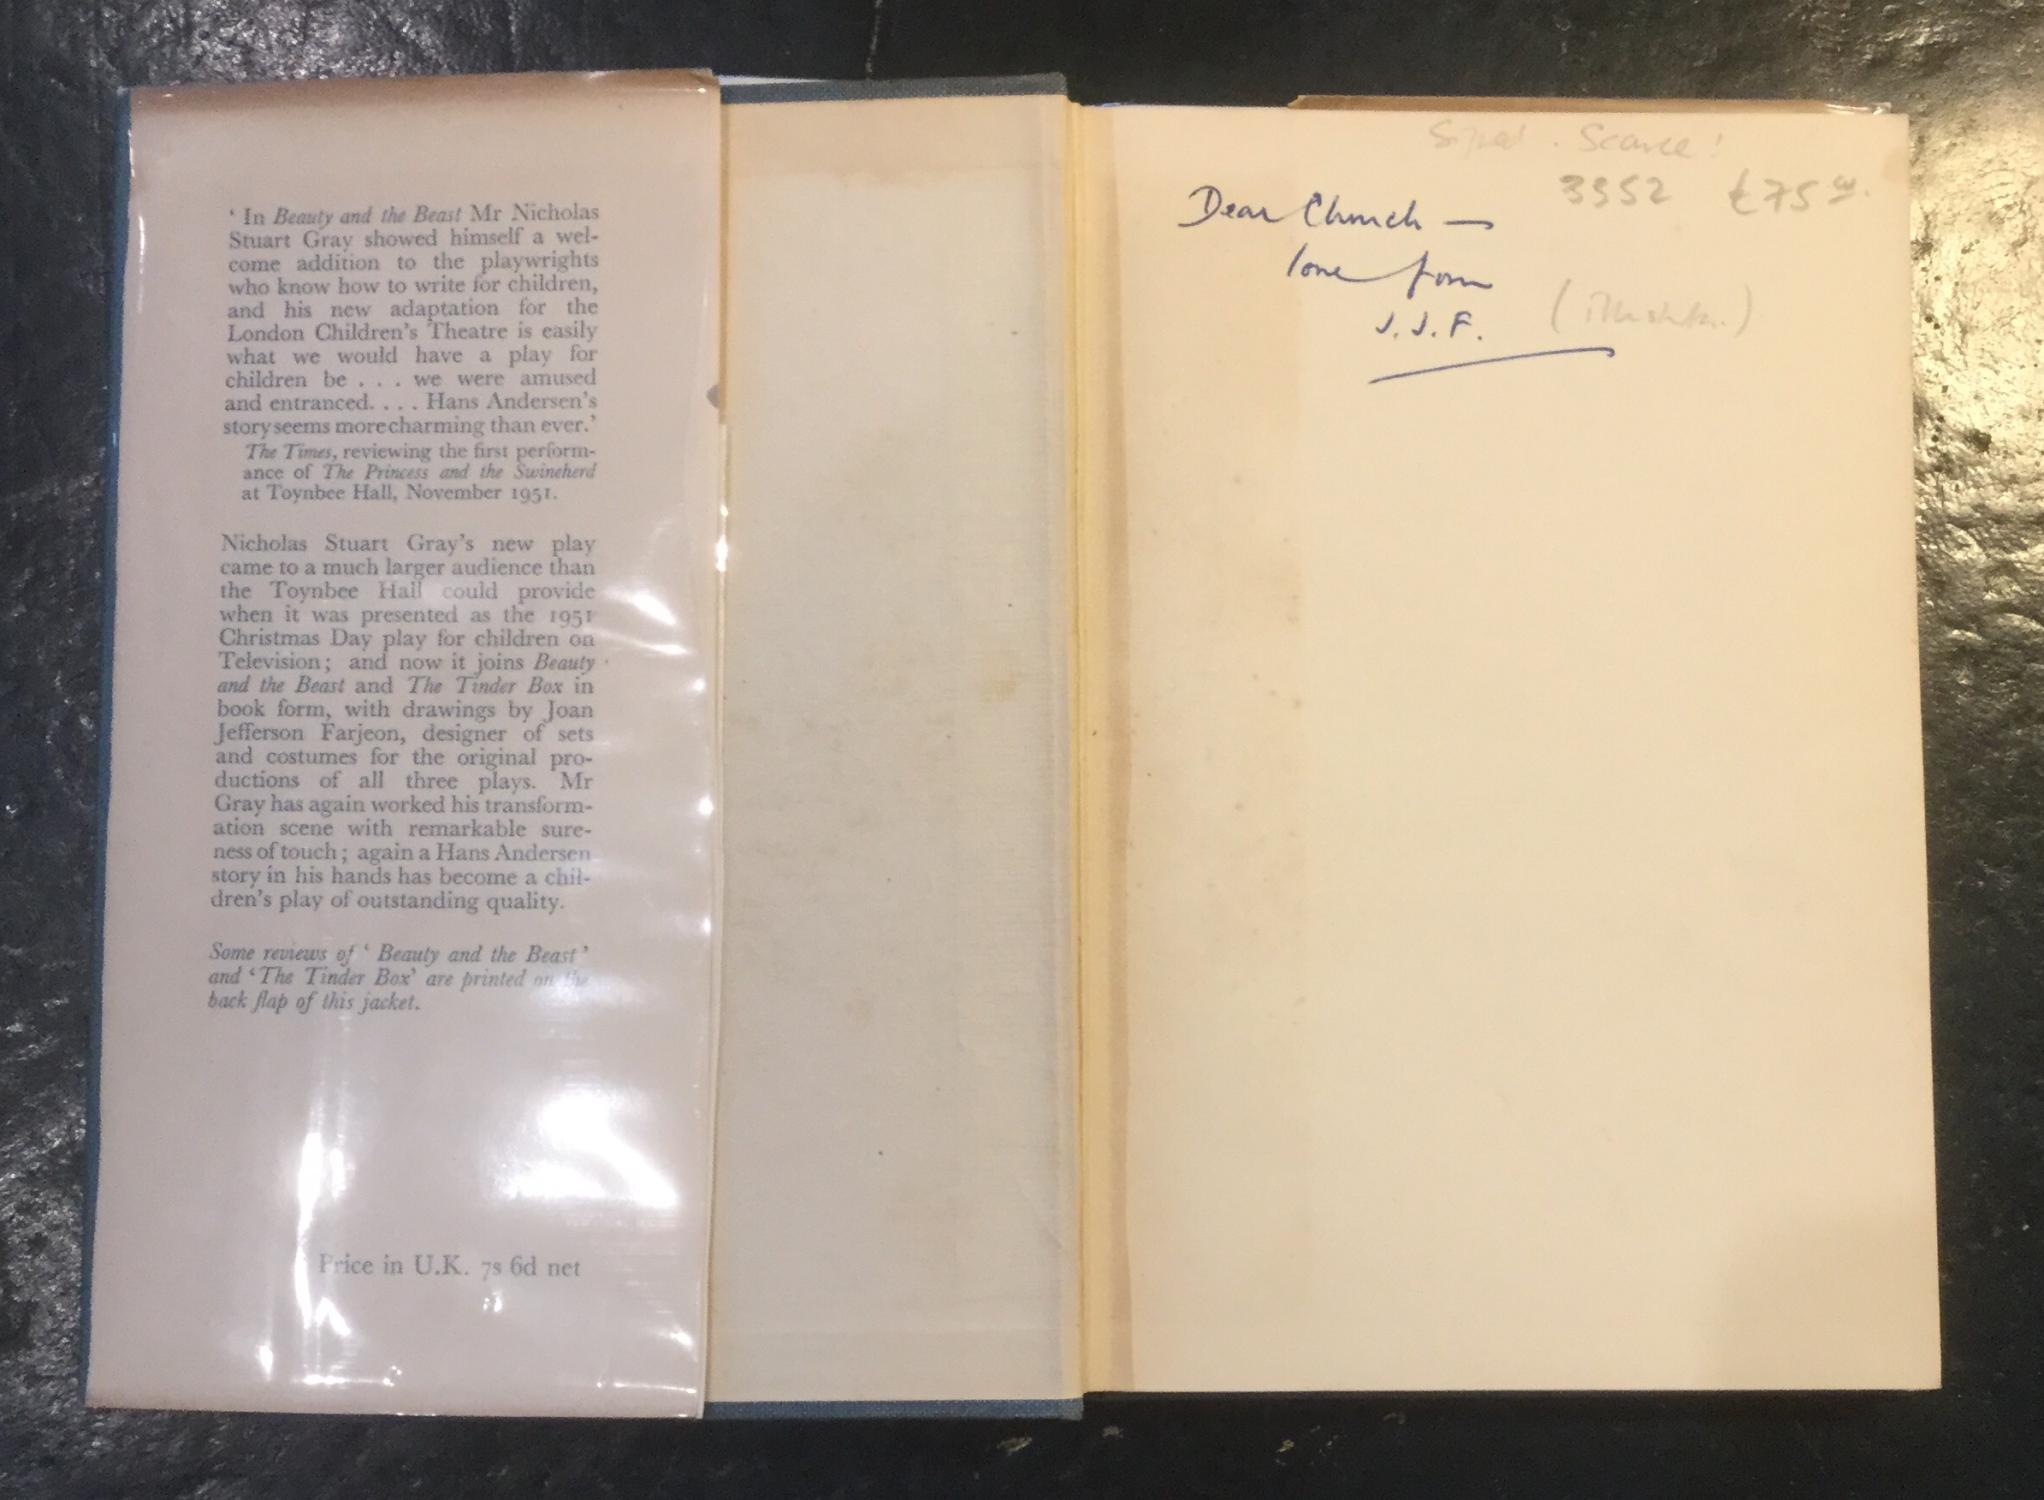 ‘ In Beauty and the Beast Mr Nicholas
Stuart Gray showed himself a wel-
come addition to the playwrights
who know how to write for children,
and his new adaptation for the
London Children's Theatre is easily
what we would have a play for
children be . . . we were amused
and entranced. . . . Hans Andersen's
story seems more charming than ever.’
The Times, reviewing the first perform-
ance of The Princess and the Swineherd
at Toynbee Hall, November 1951.
Nicholas Stuart Gray's new play
came to a much larger audience than
the Toynbee Hall could provide
when it was presented as the 1951
Christmas Day play for children on
Television; and now it joins Beauty
and the Beast and The Tinder Box in
book form, with drawings by Joan
Jefferson Farjeon, designer of sets
and costumes for the original pro-
ductions of all three plays. Mr
Gray has again worked his transform-
ation scene with remarkable sure-
ness of touch; again a Hans Andersen
story in his hands has become a chil-
dren's play of outstanding quality.
Some reviews of ‘ Beauty and the Beast ’
and ‘The Tinder Box’ are printed on the
back flap of this jacket.
Price in U.K. 7s 6d net
Signed . Scarce !
3352 £75
Dear Church —
love from
J. J. F.